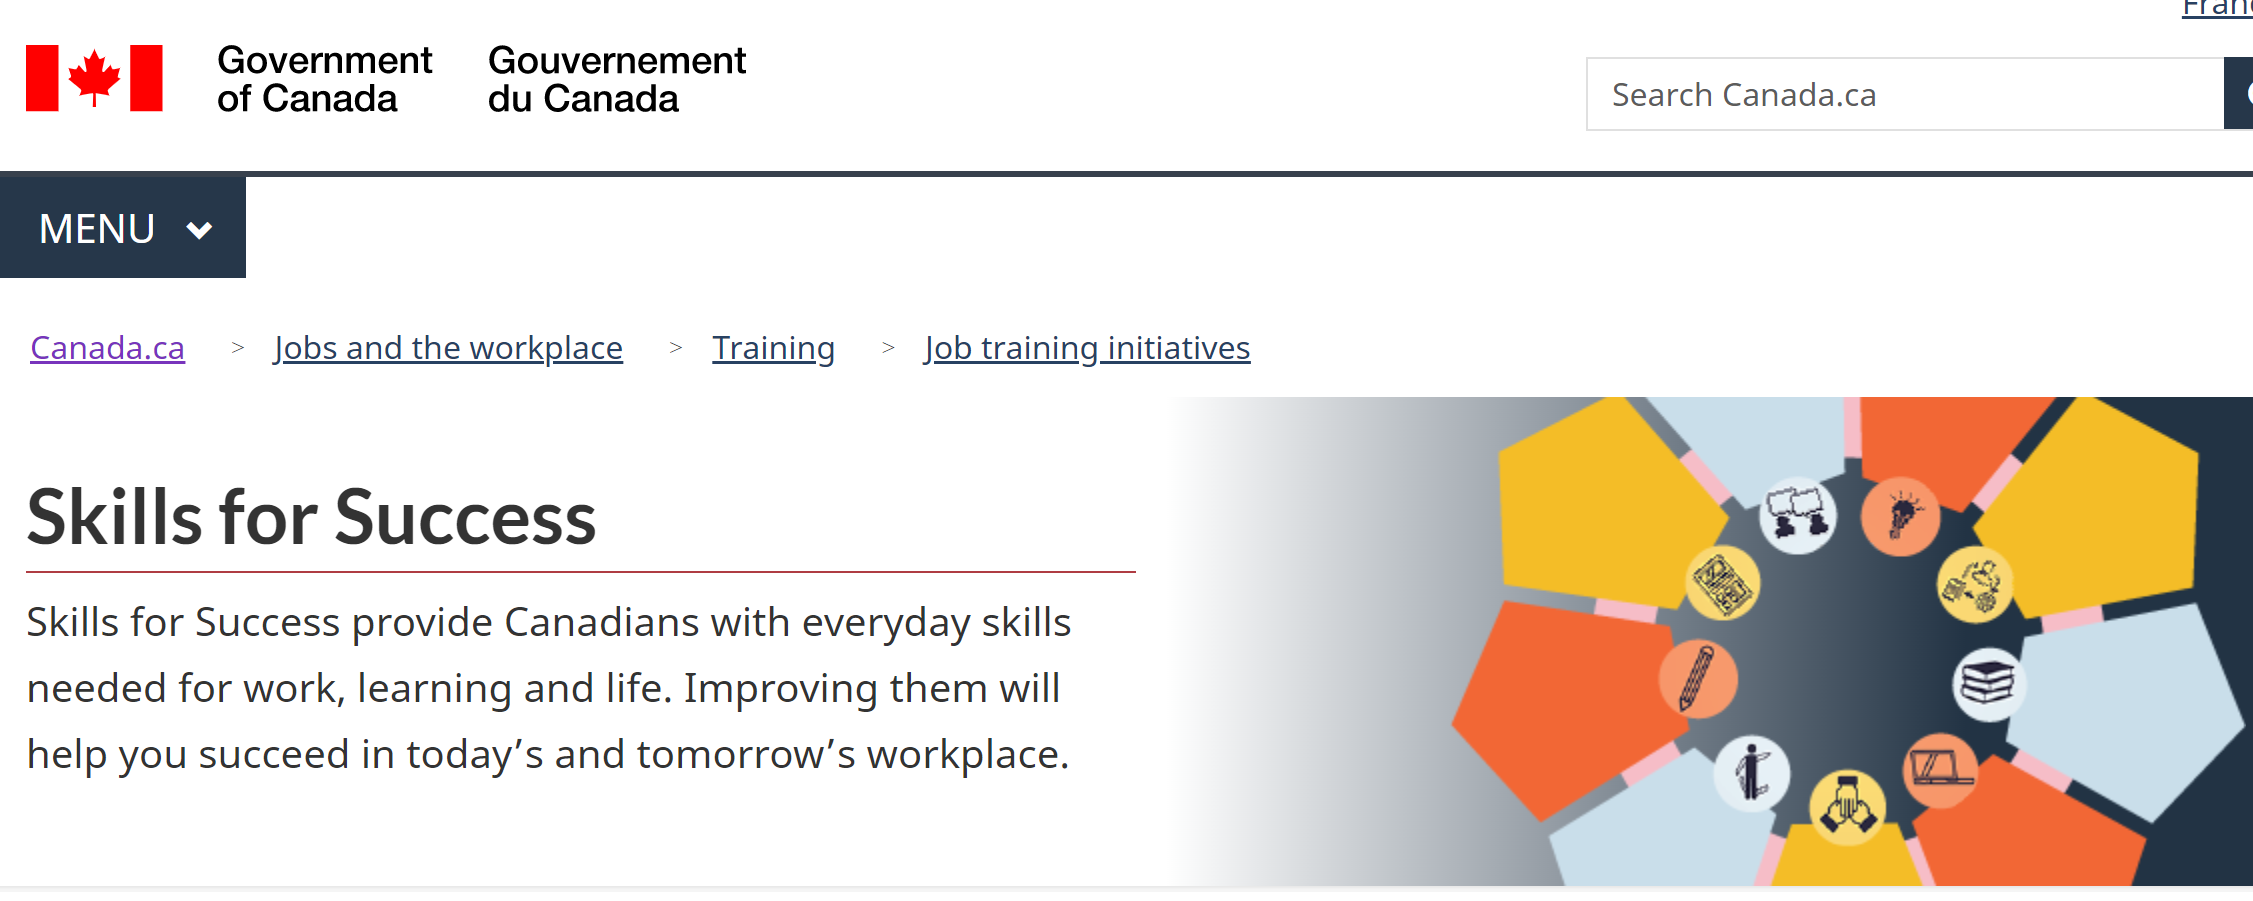 Government
of Canada
Gouvernement
du Canada
Search Canada.ca
MENU
Canada.ca > Jobs and the workplace > Training > Job training initiatives
Skills for Success
Skills for Success provide Canadians with everyday skills
needed for work, learning and life. Improving them will
help you succeed in today’s and tomorrow’s workplace.